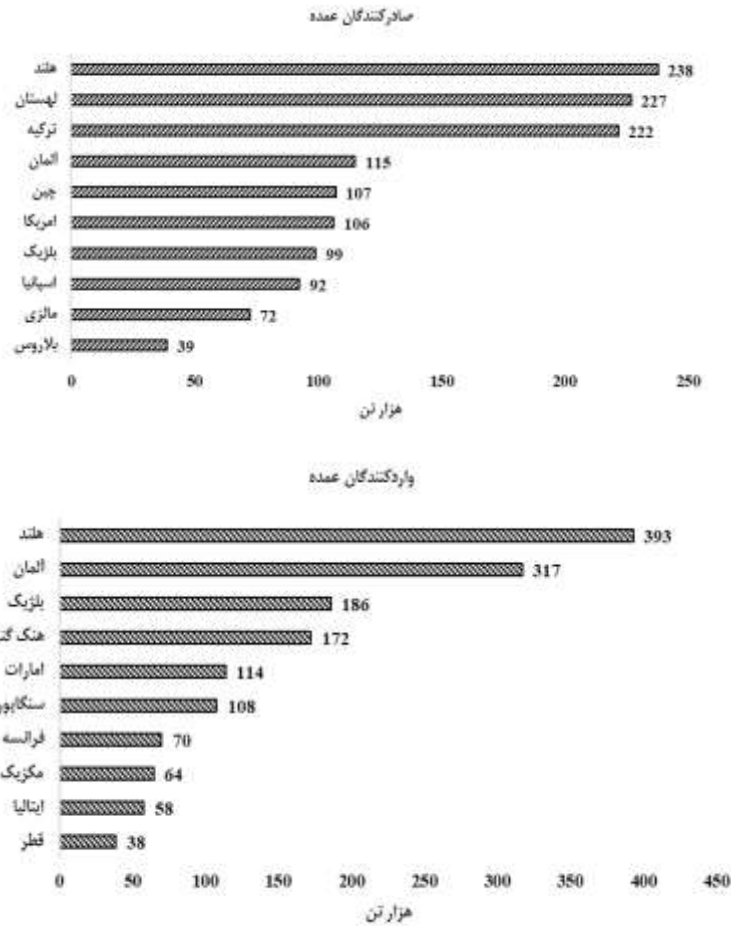 صادرکنندگان عمده
هلند 238
لهستان 227
ترکیه 222
آلمان 115
چین 107
امریکا 106
بلژیک 99
اسپانیا 92
مالزی 72
بلاروس 39
0 50 100 150 200 250
هزار تن
واردکنندگان عمده
هلند 393
آلمان 317
بلژیک 186
هنگ 172
امارات 114
سنگاپور 108
فرانسه 70
مکزیک 64
ایتالیا 58
قطر 38
0 50 100 150 200 250 300 350 400 450
هزار تن